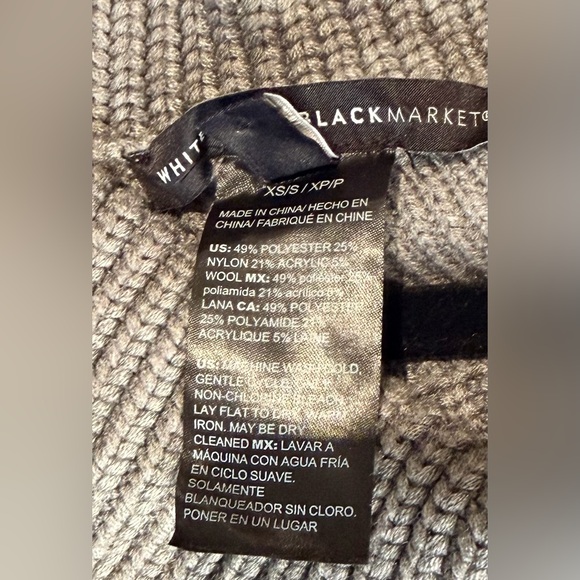 WHITE BLACKMARKET
XS/S / XP/P
MADE IN CHINA/ HECHO EN
CHINA/ FABRIQUÉ EN CHINE
US: 49% POLYESTER 25%
NYLON 21% ACRYLIC 5%
WOOL MX: 49% poliéster 25%
poliamida 21% acrílico 5%
LANA CA: 49% POLYESTER
25% POLYAMIDE 21%
ACRYLIQUE 5% LAINE
US: MACHINE WASH COLD
GENTLE CYCLE. ONLY
NON-CHLORINE BLEACH.
LAY FLAT TO DRY. WARM
IRON. MAY BE DRY
CLEANED MX: LAVAR A
MÁQUINA CON AGUA FRÍA
EN CICLO SUAVE.
SOLAMENTE
BLANQUEADOR SIN CLORO.
PONER EN UN LUGAR